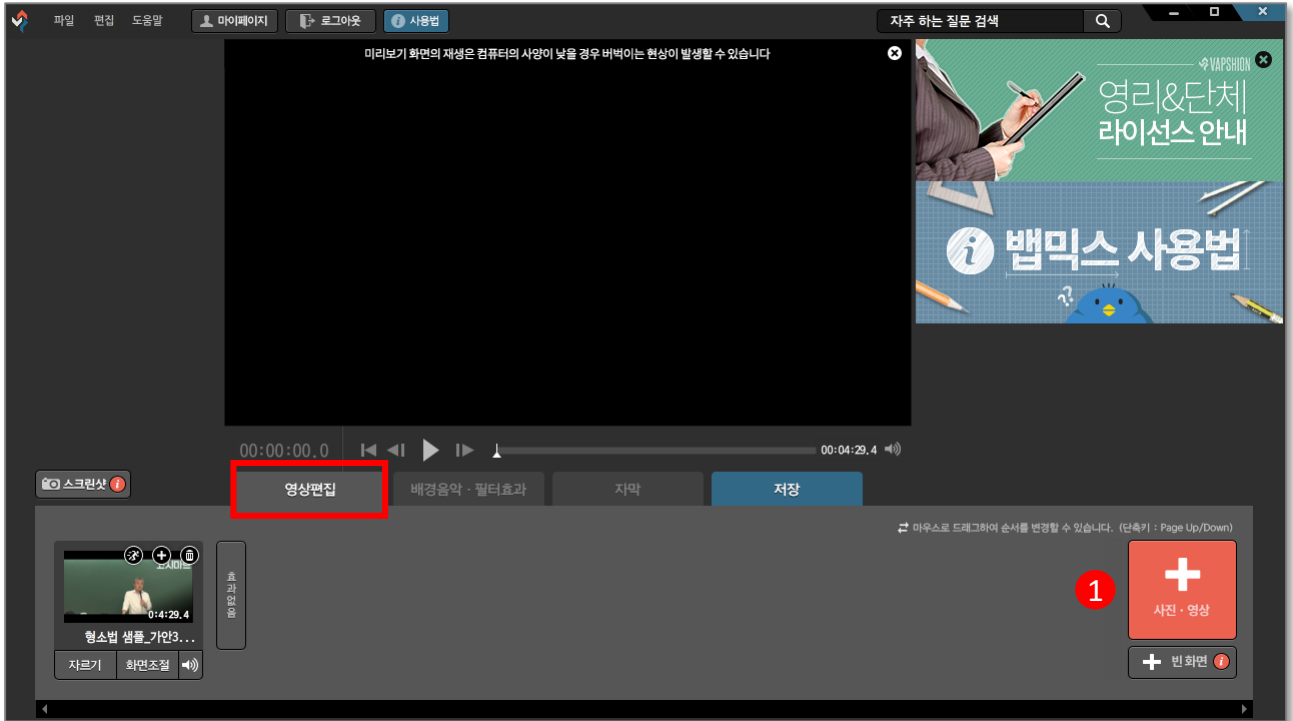 파일 편집 도움말 마이페이지 로그아웃 사용법 자주 하는 질문 검색
미리보기 화면의 재생은 컴퓨터의 사양이 낮을 경우 버벅이는 현상이 발생할 수 있습니다
VAPSHION
영리&단체
라이선스 안내
뱁믹스 사용법
??
00:00:00.0 00:04:29.4
스크린샷
영상편집 배경음악 · 필터효과 자막 저장
마우스로 드래그하여 순서를 변경할 수 있습니다. (단축키 : Page Up/Down)
0:4:29.4
형소법 샘플_가안3...
자르기 화면조절
효과없음
1
사진 · 영상
빈화면